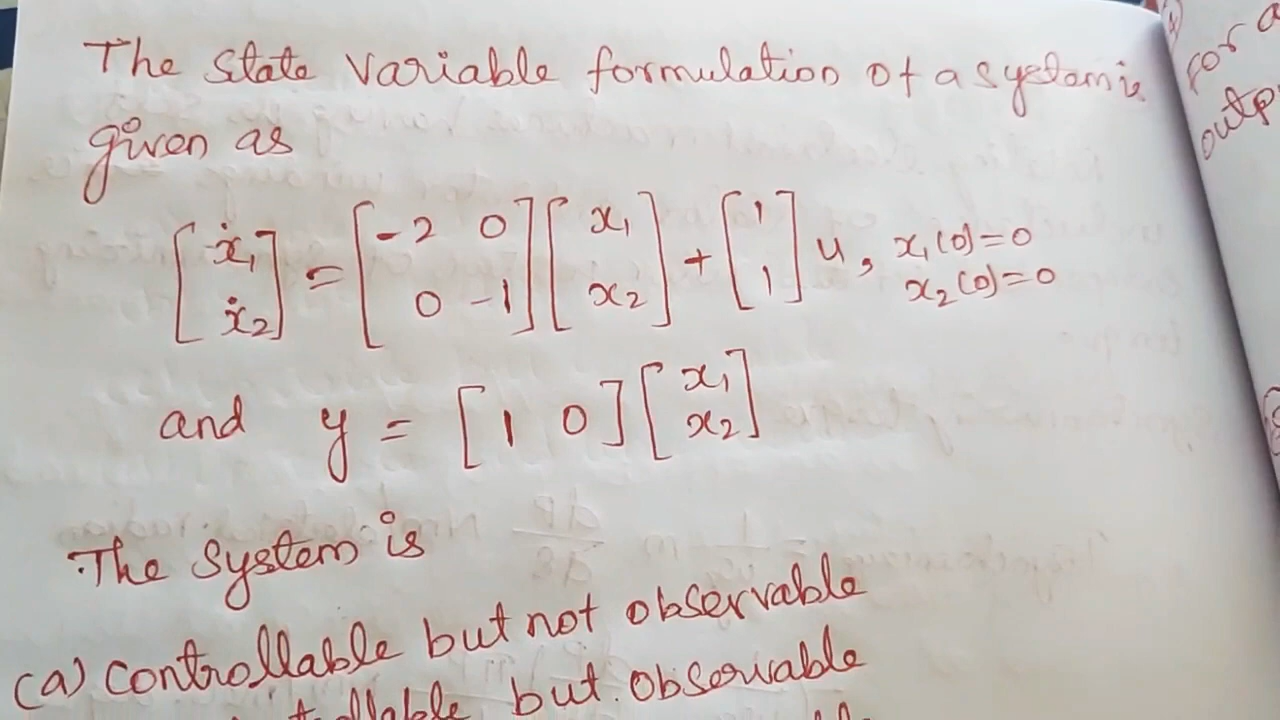 The state variable formulation of a system is
given as
[ẋ₁ ẋ₂] = [-2 0 0 -1] [x₁ x₂] + [1 1] u, x₁(0)=0
x₂(0)=0
and y = [1 0] [x₁ x₂]
The system is
(a) controllable but not observable
but observable
for a
outp